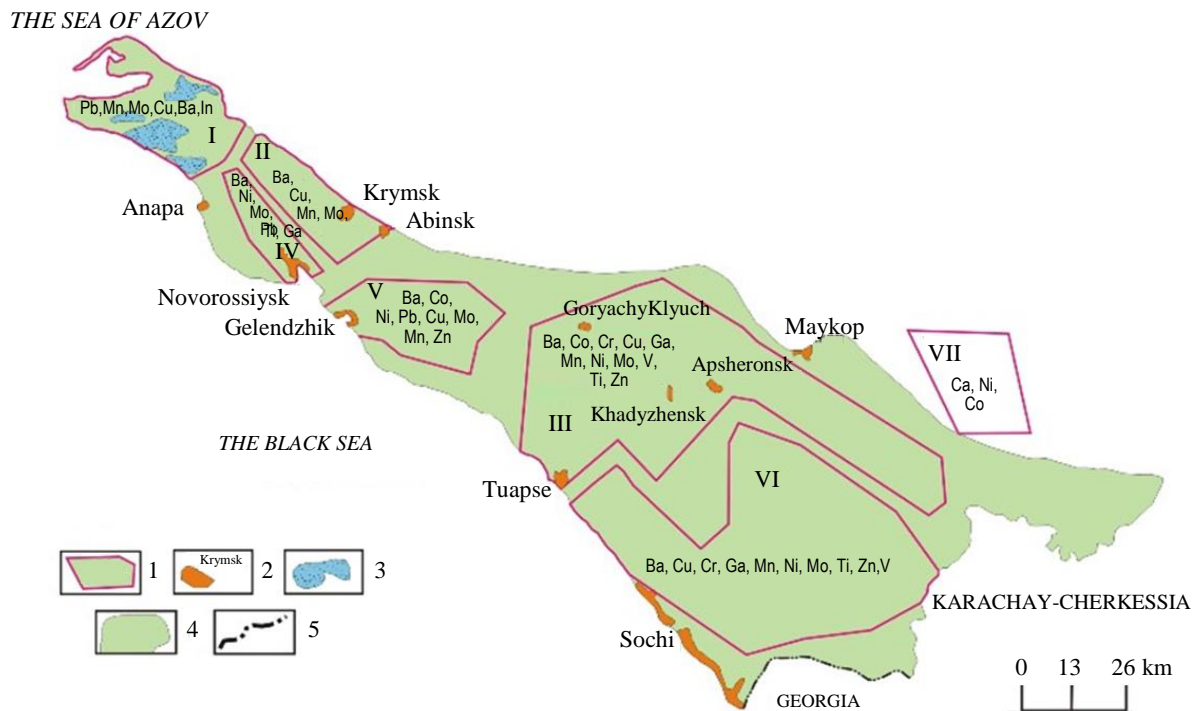 THE SEA OF AZOV
Pb,Mn,Mo,Cu,Ba,In
I
II
Ba,
Cu,
Mn, Mo,
Ba,
Ni,
Mo,
Pb
Ti, Ga
IV
Krymsk
Abinsk
Anapa
Novorossiysk
Gelendzhik
V
Ba, Co,
Ni, Pb, Cu, Mo,
Mn, Zn
GoryachyKlyuch
Ba, Co, Cr, Cu, Ga,
Mn, Ni, Mo, V,
Ti, Zn
Apsheronsk
Khadyzhensk
III
Maykop
VII
Ca, Ni,
Co
THE BLACK SEA
Tuapse
VI
Ba, Cu, Cr, Ga, Mn, Ni, Mo, Ti, Zn,V
KARACHAY-CHERKESSIA
Sochi
GEORGIA
1
Krymsk
2
3
4
5
0 13 26 km